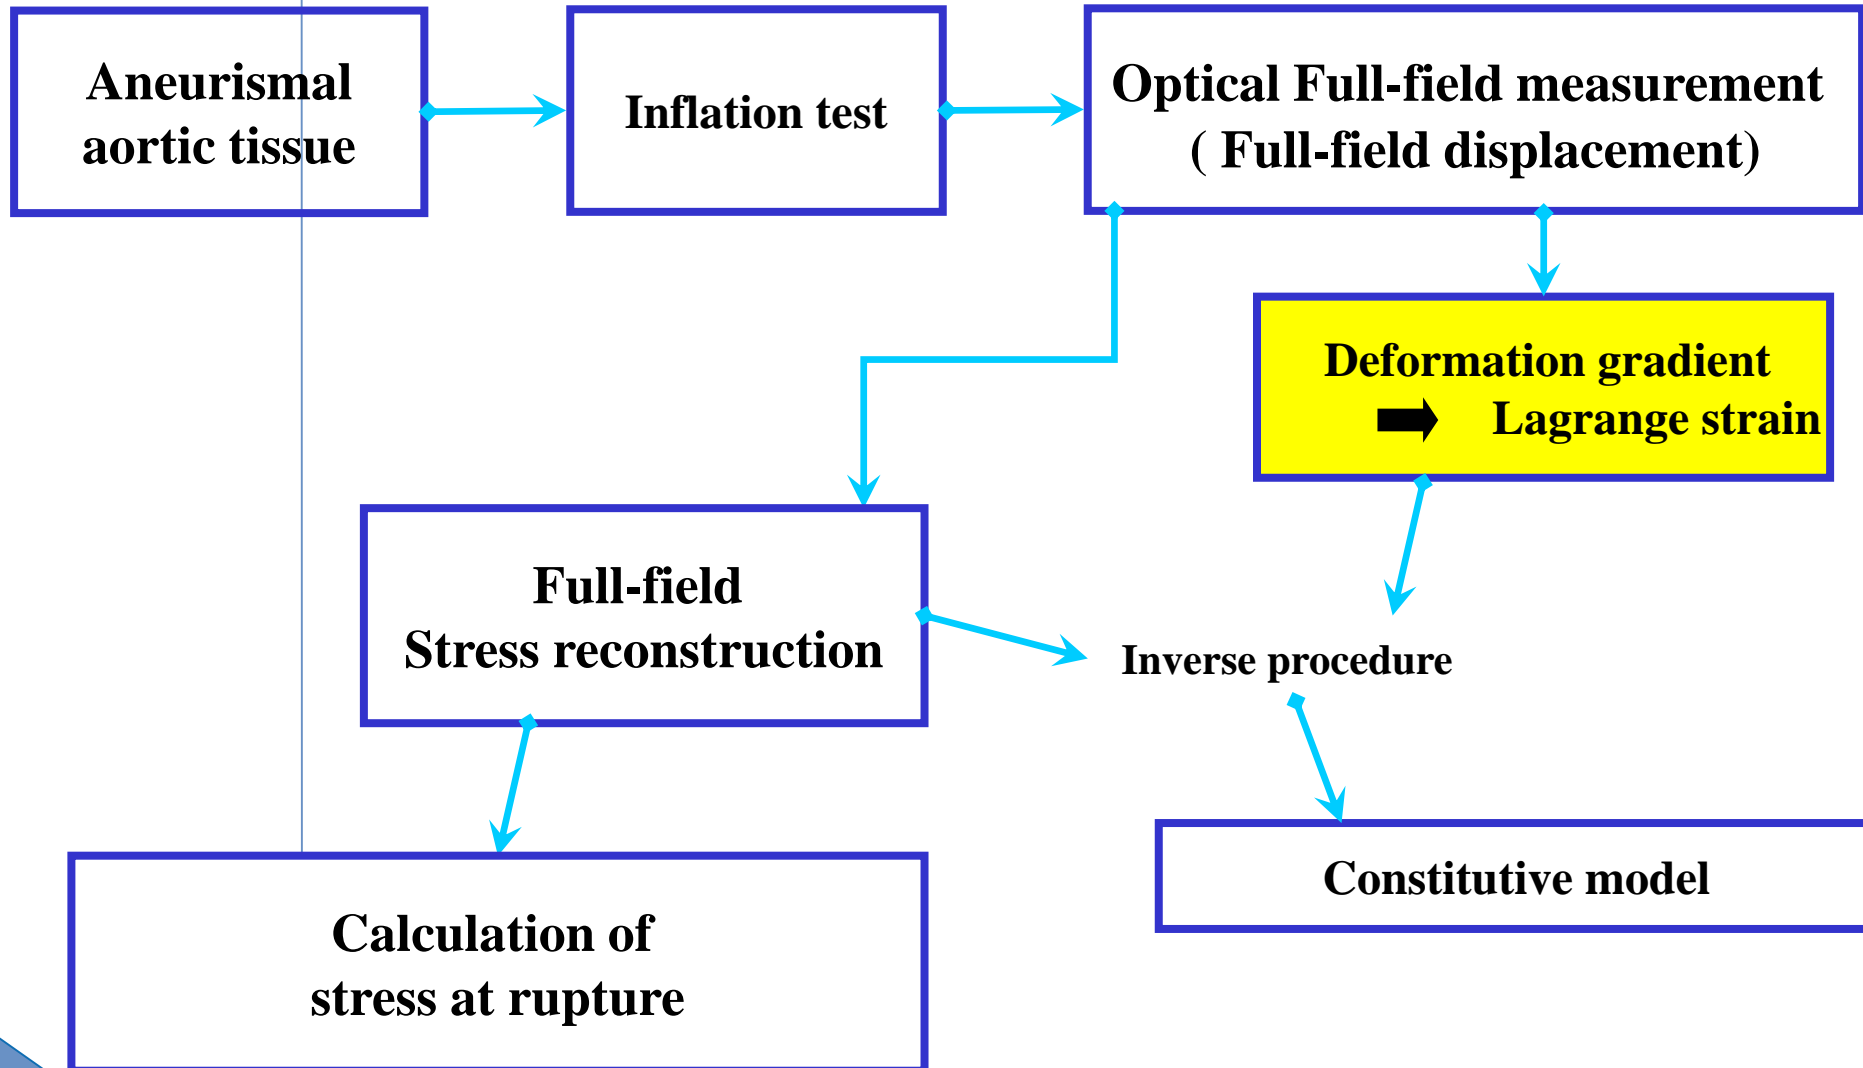 Aneurismal
aortic tissue
Inflation test
Optical Full-field measurement
( Full-field displacement)
Deformation gradient
Lagrange strain
Full-field
Stress reconstruction
Inverse procedure
Constitutive model
Calculation of
stress at rupture